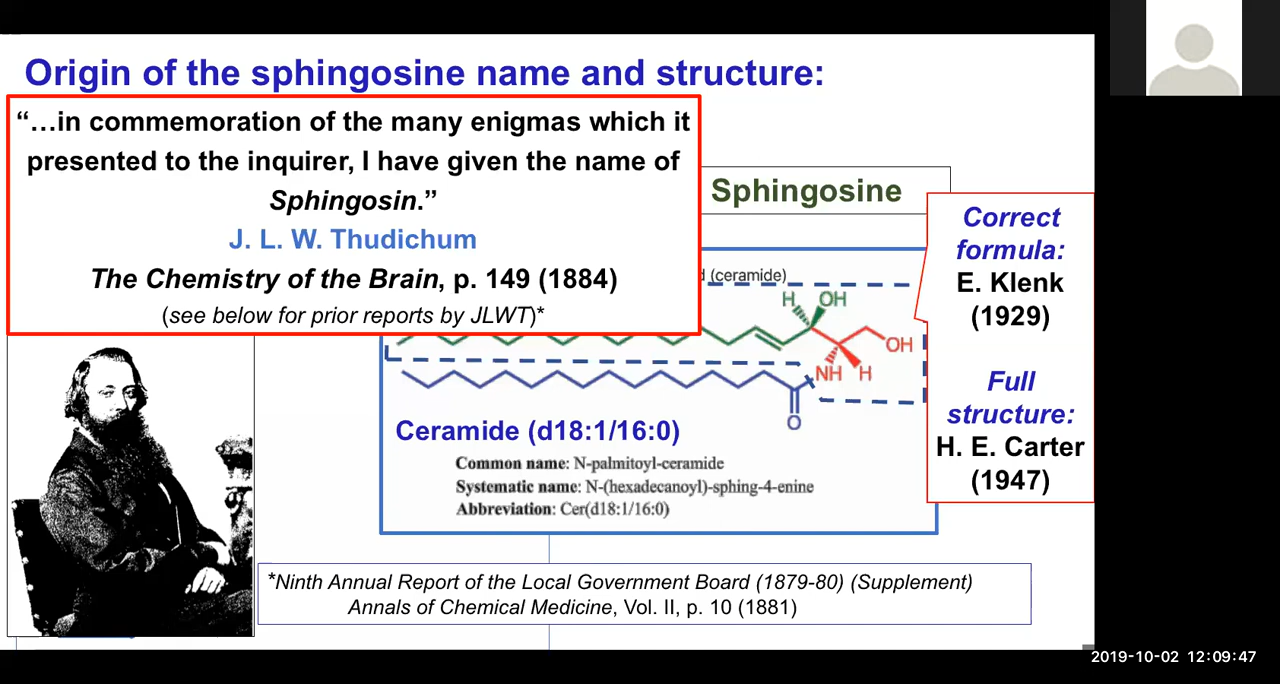 Origin of the sphingosine name and structure:
“…in commemoration of the many enigmas which it
presented to the inquirer, I have given the name of
Sphingosin.”
J. L. W. Thudichum
The Chemistry of the Brain, p. 149 (1884)
(see below for prior reports by JLWT)*
Sphingosine
(ceramide)
H
OH
OH
NH
H
O
Ceramide (d18:1/16:0)
Common name: N-palmitoyl-ceramide
Systematic name: N-(hexadecanoyl)-sphing-4-enine
Abbreviation: Cer(d18:1/16:0)
Correct
formula:
E. Klenk
(1929)
Full
structure:
H. E. Carter
(1947)
*Ninth Annual Report of the Local Government Board (1879-80) (Supplement)
Annals of Chemical Medicine, Vol. II, p. 10 (1881)
2019-10-02 12:09:47